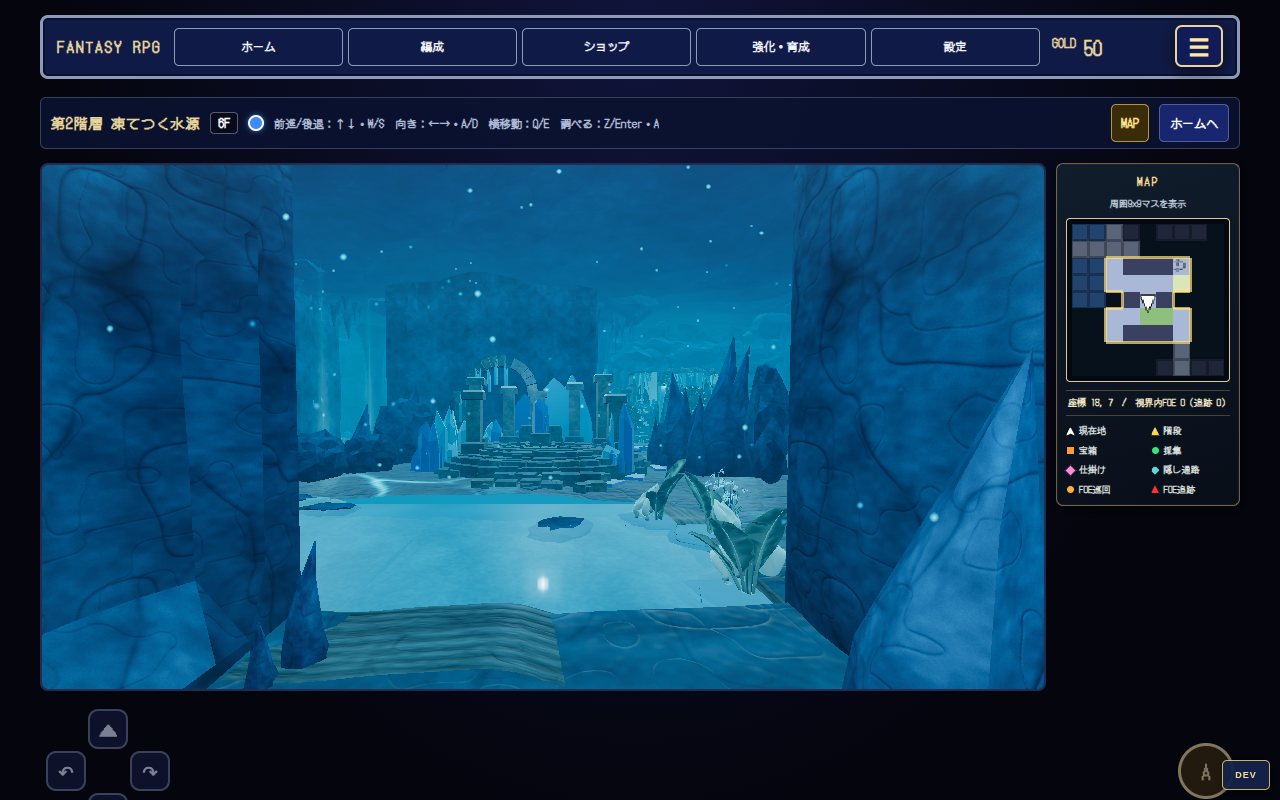 FANTASY RPG
ホーム
編成
ショップ
強化・育成
設定
GOLD 50
第2階層 凍てつく水源
6F
前進/後退：↑↓・W/S 向き：←→・A/D 横移動：Q/E 調べる：Z/Enter・A
MAP
ホームへ
MAP
周囲9x9マスを表示
座標 18, 7 / 視界内FOE 0 (追跡 0)
現在地
階段
宝箱
採集
仕掛け
隠し通路
FOE巡回
FOE追跡
A
DEV